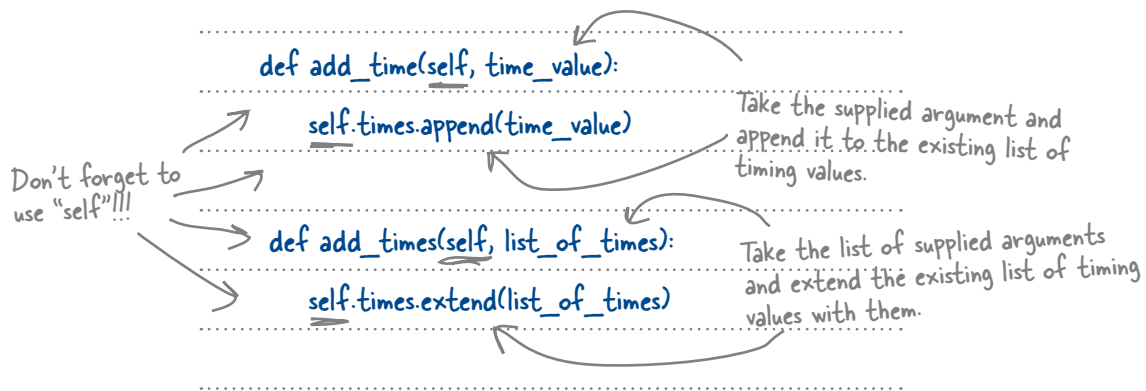 def add_time(self, time_value):
self.times.append(time_value)
Take the supplied argument and
append it to the existing list of
timing values.
Don't forget to
use "self"!!!
def add_times(self, list_of_times):
self.times.extend(list_of_times)
Take the list of supplied arguments
and extend the existing list of timing
values with them.